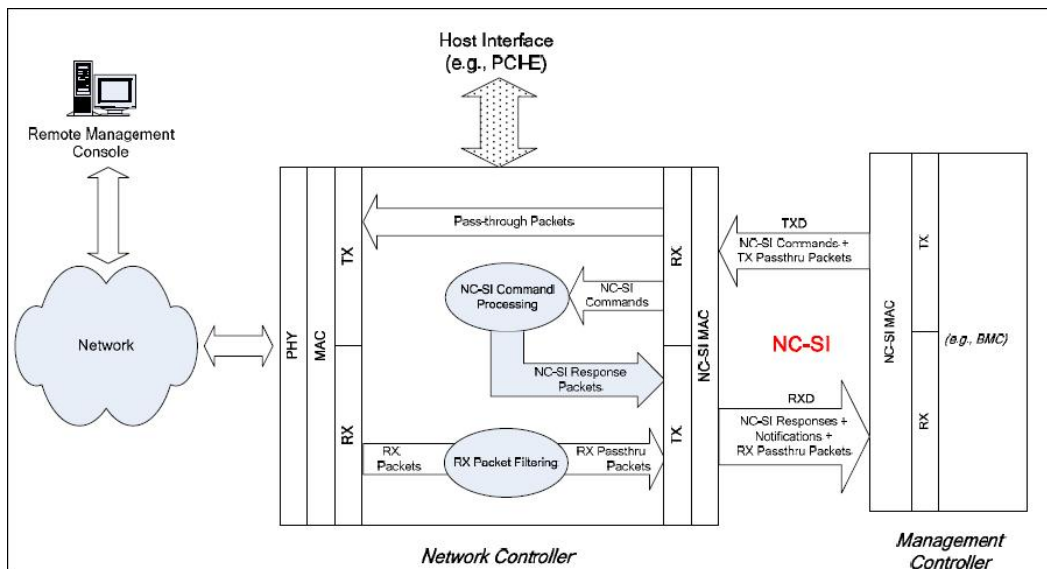 Host Interface
(e.g., PCI-E)
Remote Management
Console
Network
PHY
MAC
TX
RX
Pass-through Packets
NC-SI Command
Processing
NC-SI
Commands
NC-SI Response
Packets
RX
Packets
RX Packet Filtering
RX Passthru
Packets
RX
TX
NC-SI MAC
TXD
NC-SI Commands +
TX Passthru Packets
NC-SI
RXD
NC-SI Responses +
Notifications +
RX Passthru Packets
NC-SI MAC
TX
RX
(e.g., BMC)
Network Controller
Management
Controller